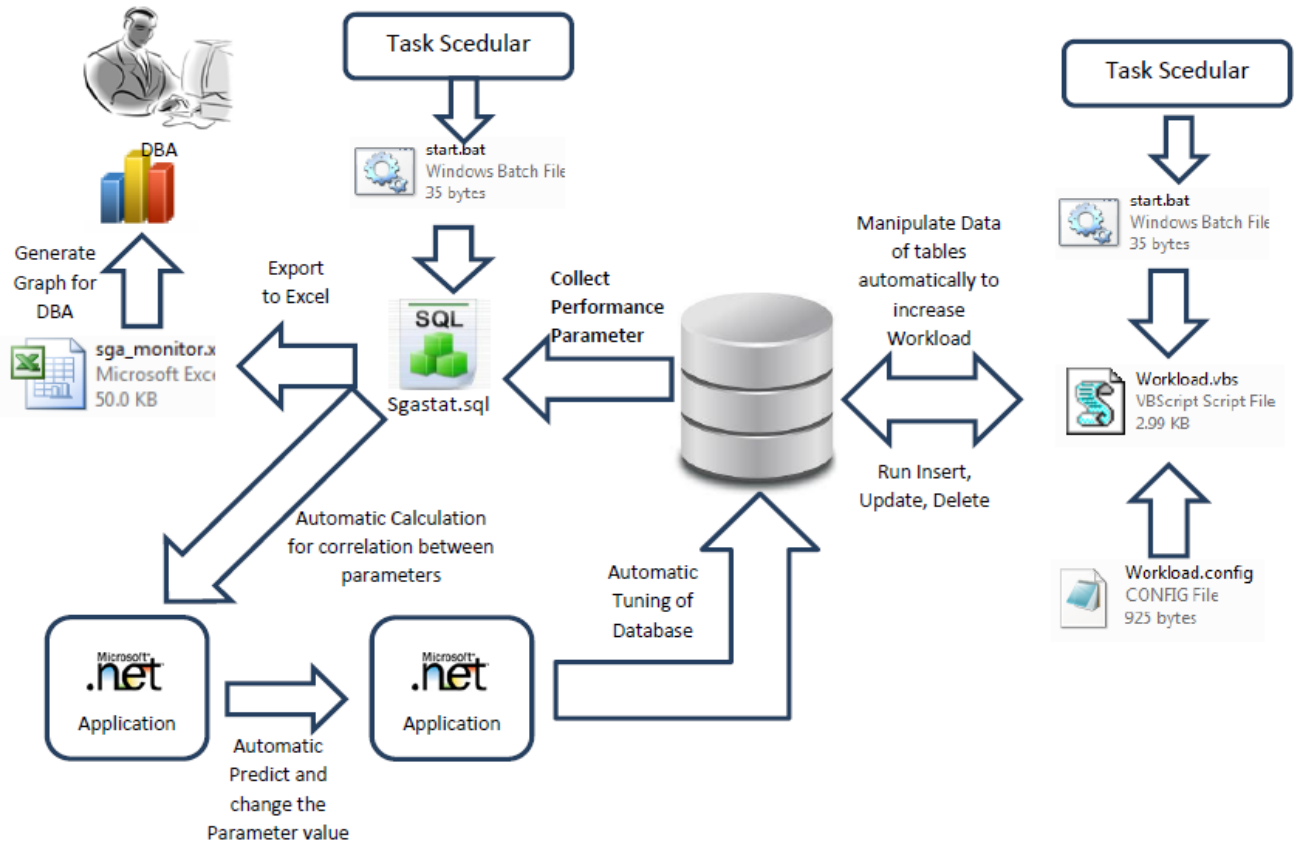 Task Scedular
start.bat
Windows Batch File
35 bytes
DBA
Generate
Graph for
DBA
Export
to Excel
sga_monitor.x
Microsoft Exce
50.0 KB
SQL
Sgastat.sql
Collect
Performance
Parameter
Manipulate Data
of tables
automatically to
increase
Workload
Run Insert,
Update, Delete
Task Scedular
start.bat
Windows Batch File
35 bytes
Workload.vbs
VBScript Script File
2.99 KB
Workload.config
CONFIG File
925 bytes
Automatic Calculation
for correlation between
parameters
Microsoft
.net
Application
Automatic
Predict and
change the
Parameter value
Microsoft
.net
Application
Automatic
Tuning of
Database